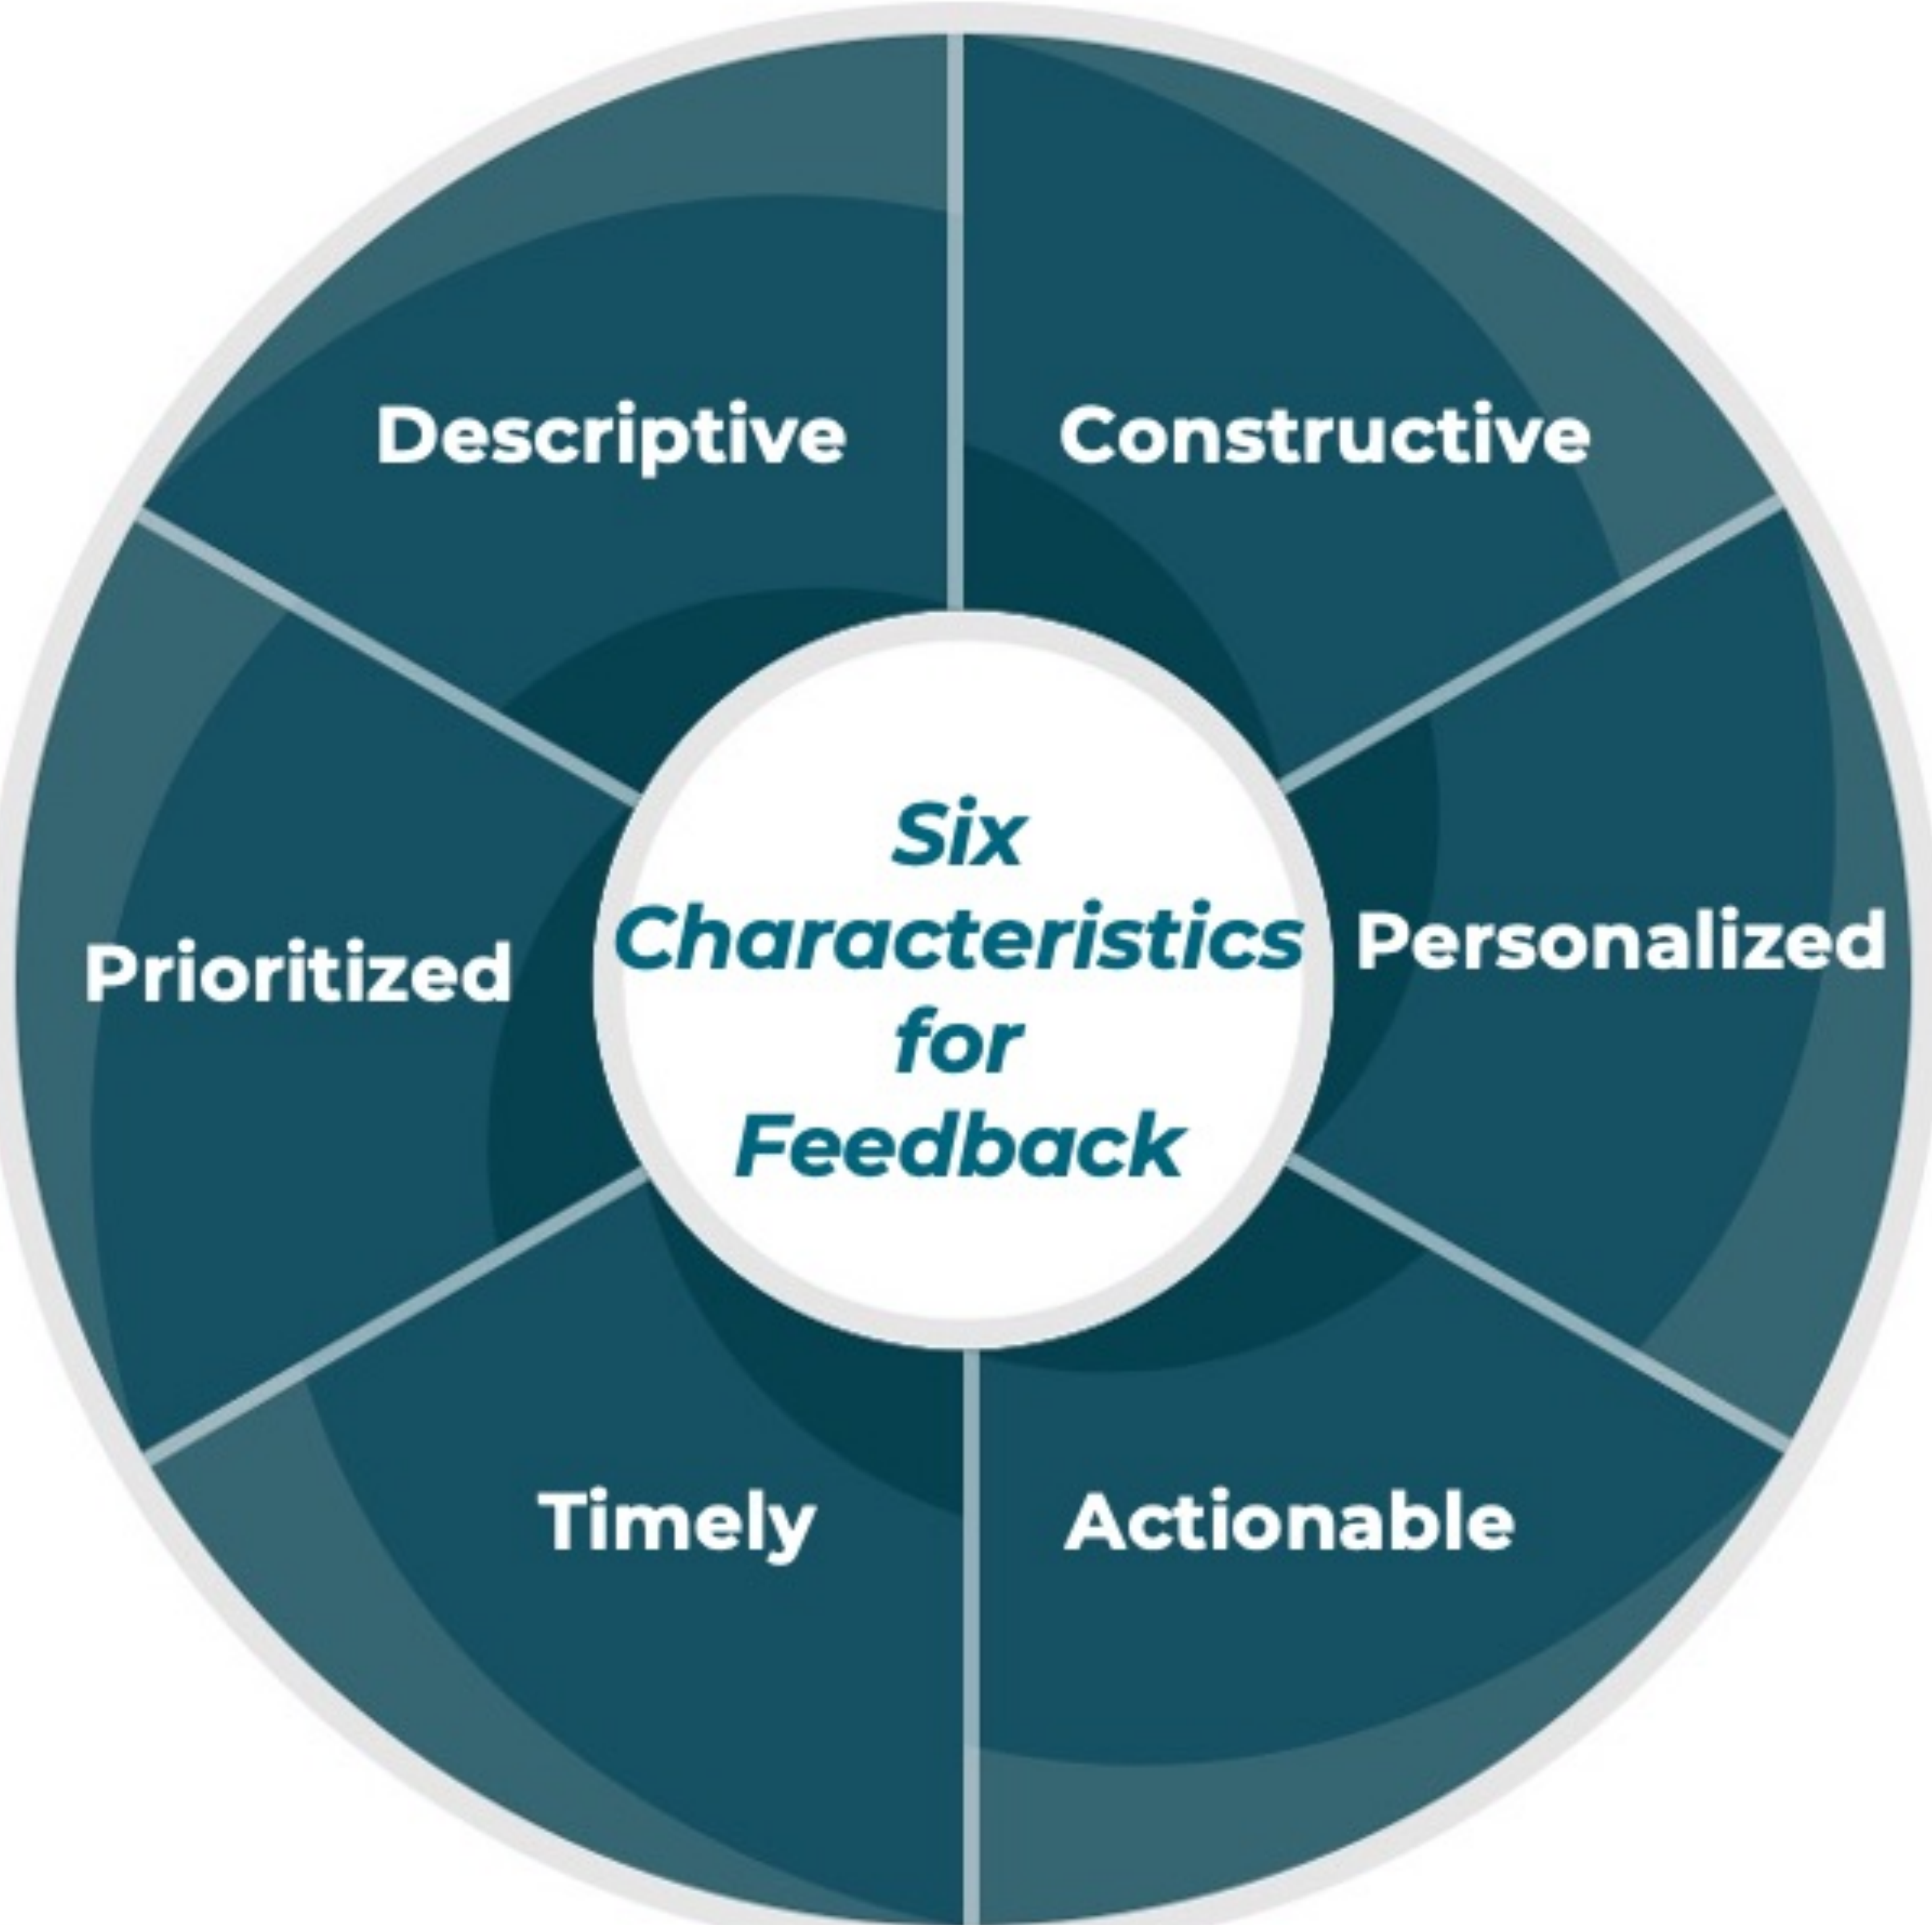 Descriptive
Constructive
Six
Characteristics
for
Feedback
Prioritized
Personalized
Timely
Actionable